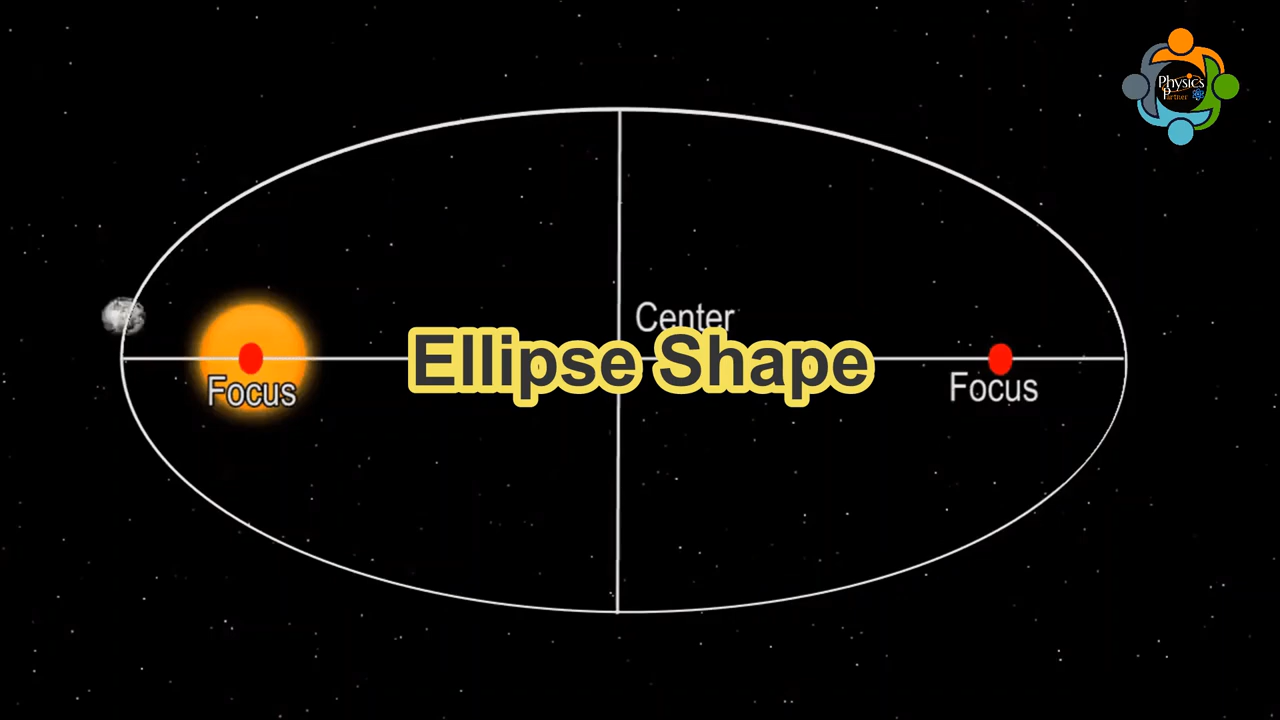 Physics
Partner
Center
Ellipse Shape
Focus
Focus